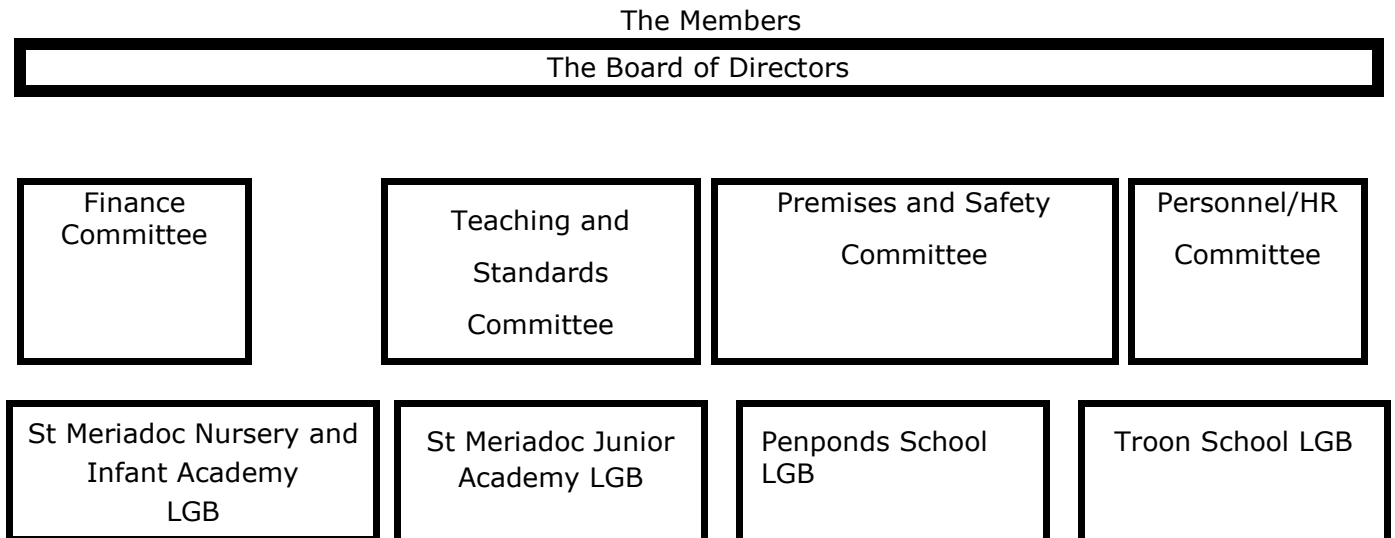 The Members
The Board of Directors
Finance
Committee
Teaching and
Standards
Committee
Premises and Safety
Committee
Personnel/HR
Committee
St Meriadoc Nursery and
Infant Academy
LGB
St Meriadoc Junior
Academy LGB
Penponds School
LGB
Troon School LGB